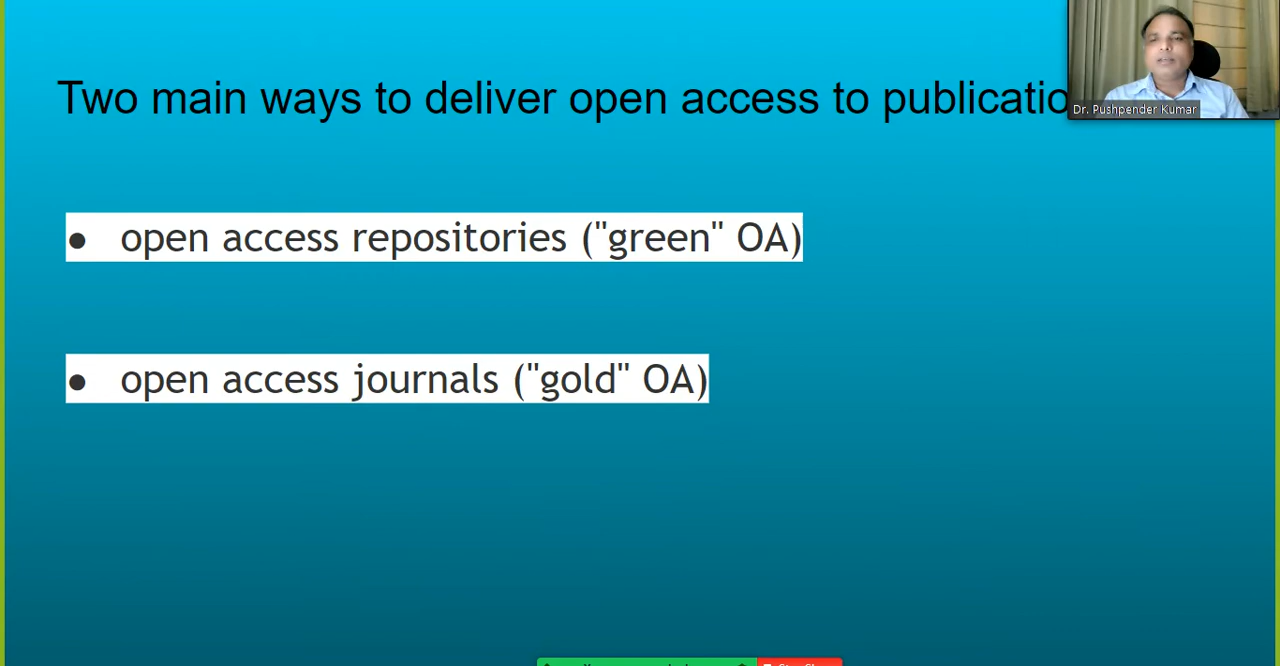 Two main ways to deliver open access to publicatio
Dr. Pushpender Kumar
● open access repositories ("green" OA)
● open access journals ("gold" OA)